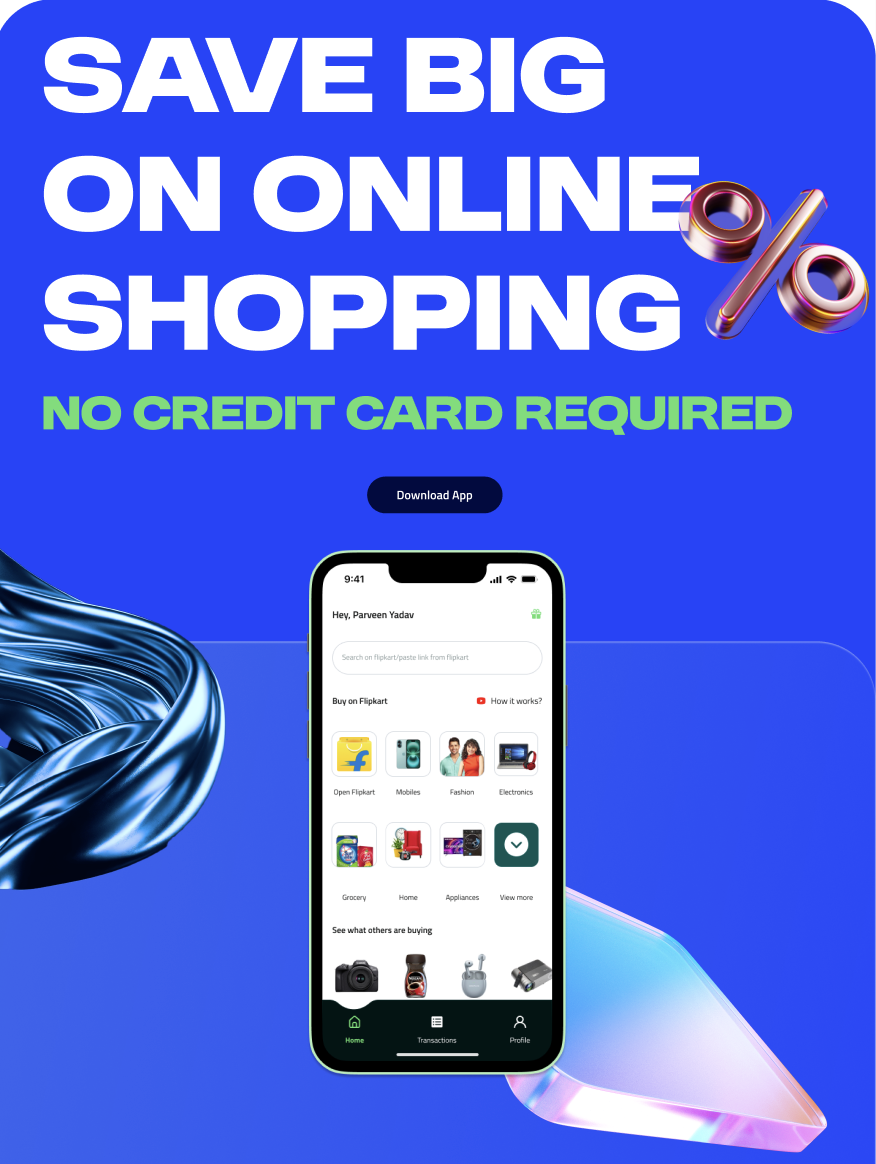 SAVE BIG
ON ONLINE
SHOPPING
NO CREDIT CARD REQUIRED
Download App
9:41
Hey, Parveen Yadav
Search on flipkart/paste link from flipkart
Buy on Flipkart
How it works?
Open Flipkart Mobiles Fashion Electronics
Grocery Home Appliances View more
See what others are buying
NESCAFE
Home Transactions Profile